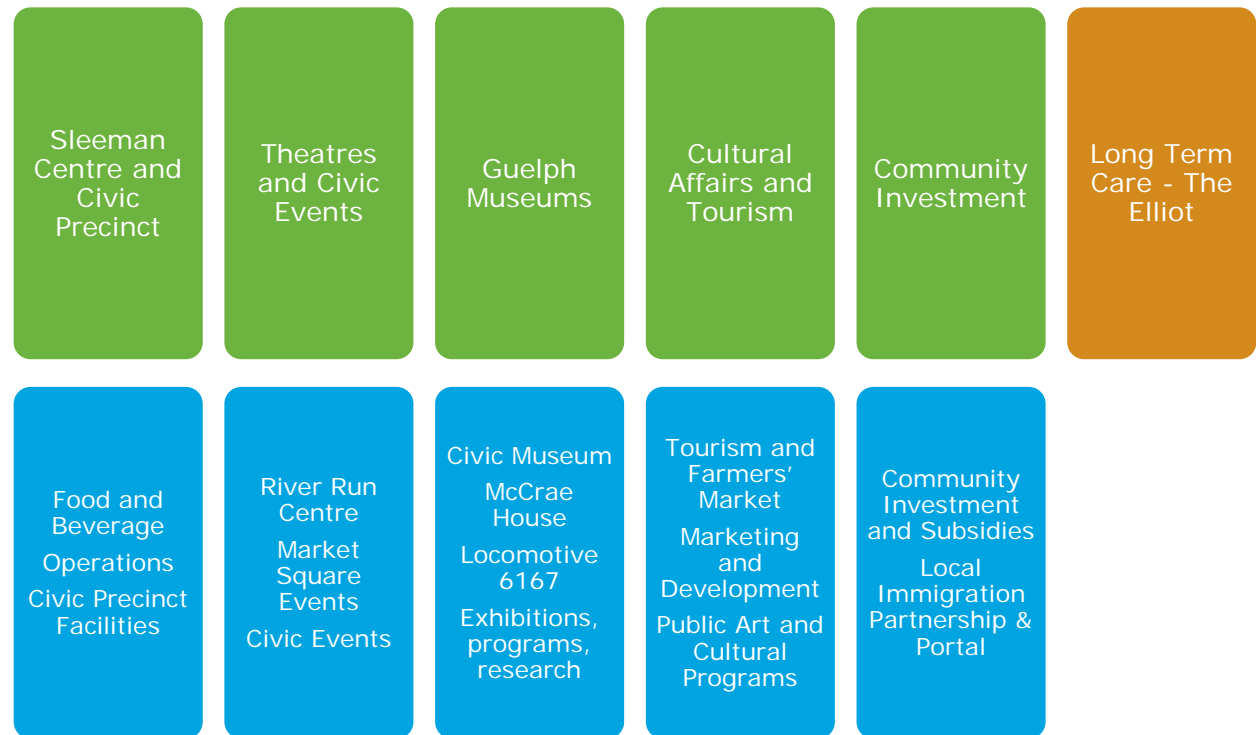 Sleeman
Centre and
Civic
Precinct
Theatres
and Civic
Events
Guelph
Museums
Cultural
Affairs and
Tourism
Community
Investment
Long Term
Care - The
Elliot
Food and
Beverage
Operations
Civic Precinct
Facilities
River Run
Centre
Market
Square
Events
Civic Events
Civic Museum
McCrae
House
Locomotive
6167
Exhibitions,
programs,
research
Tourism and
Farmers’
Market
Marketing
and
Development
Public Art and
Cultural
Programs
Community
Investment
and Subsidies
Local
Immigration
Partnership &
Portal